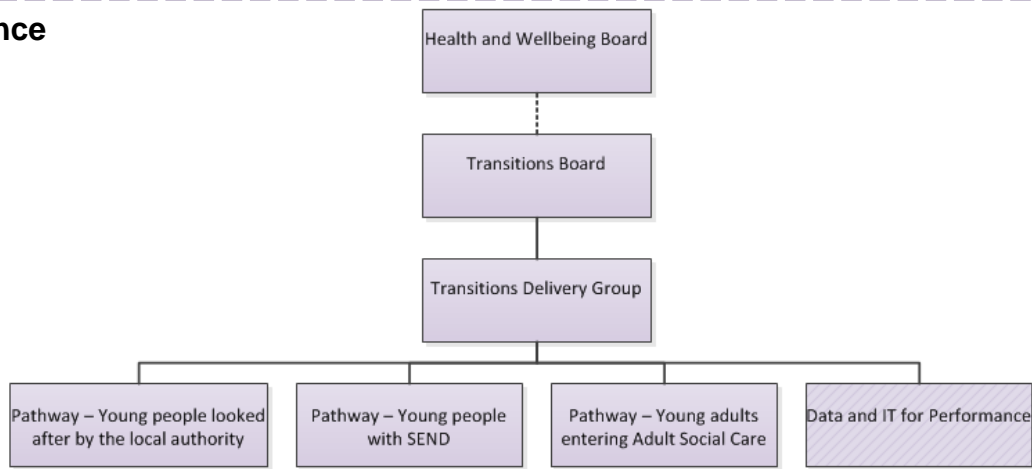 nce
Health and Wellbeing Board
Transitions Board
Transitions Delivery Group
Pathway – Young people looked
after by the local authority
Pathway – Young people
with SEND
Pathway – Young adults
entering Adult Social Care
Data and IT for Performance